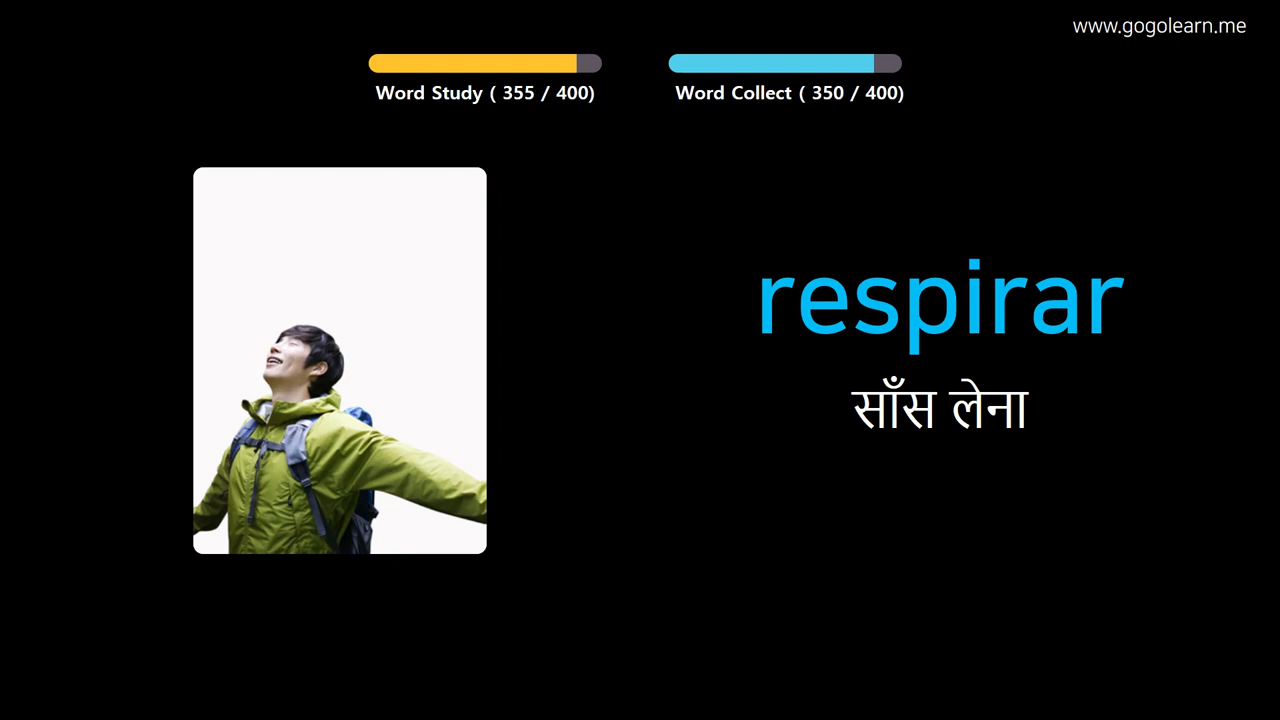 www.gogolearn.me
Word Study ( 355 / 400)
Word Collect ( 350 / 400)
respirar
साँस लेना